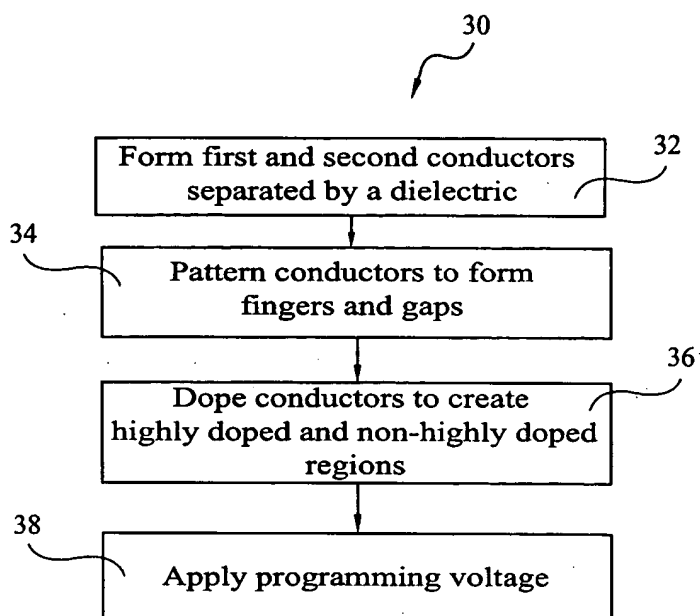 30
Form first and second conductors
separated by a dielectric
32
34
Pattern conductors to form
fingers and gaps
36
Dope conductors to create
highly doped and non-highly doped
regions
38
Apply programming voltage